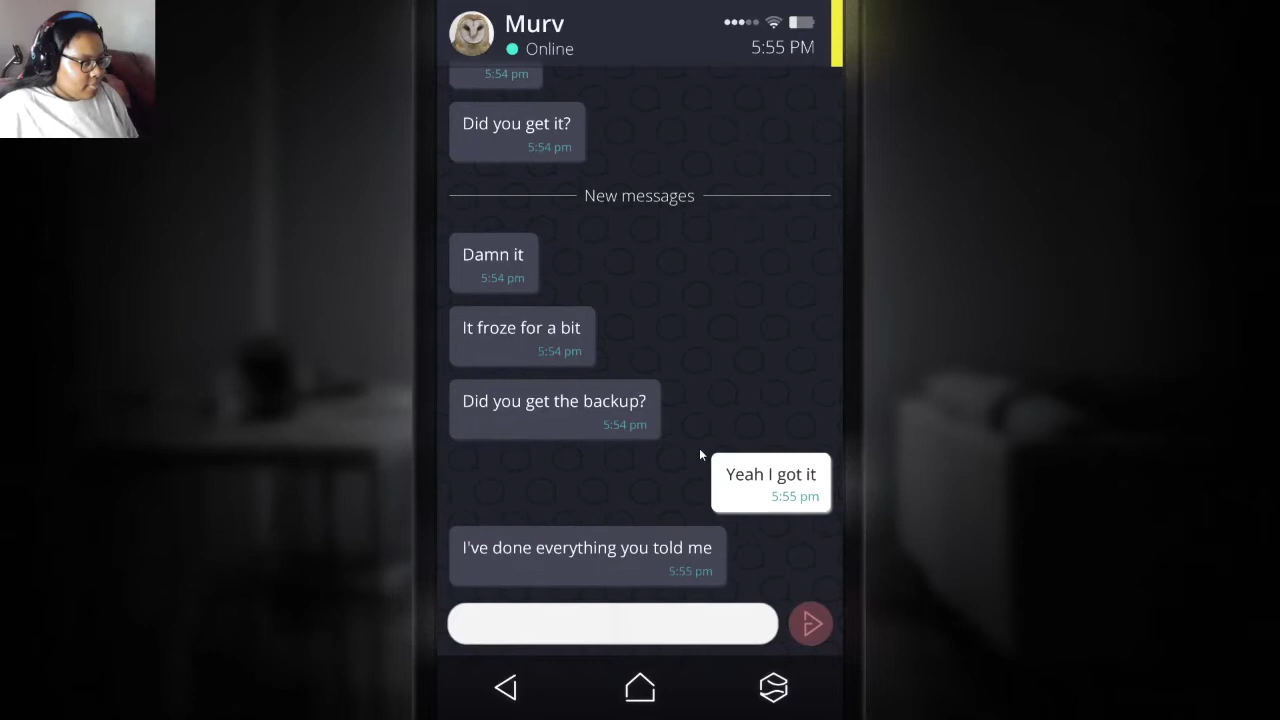 Murv
Online
5:55 PM
5:54 pm
Did you get it?
5:54 pm
New messages
Damn it
5:54 pm
It froze for a bit
5:54 pm
Did you get the backup?
5:54 pm
Yeah I got it
5:55 pm
I've done everything you told me
5:55 pm